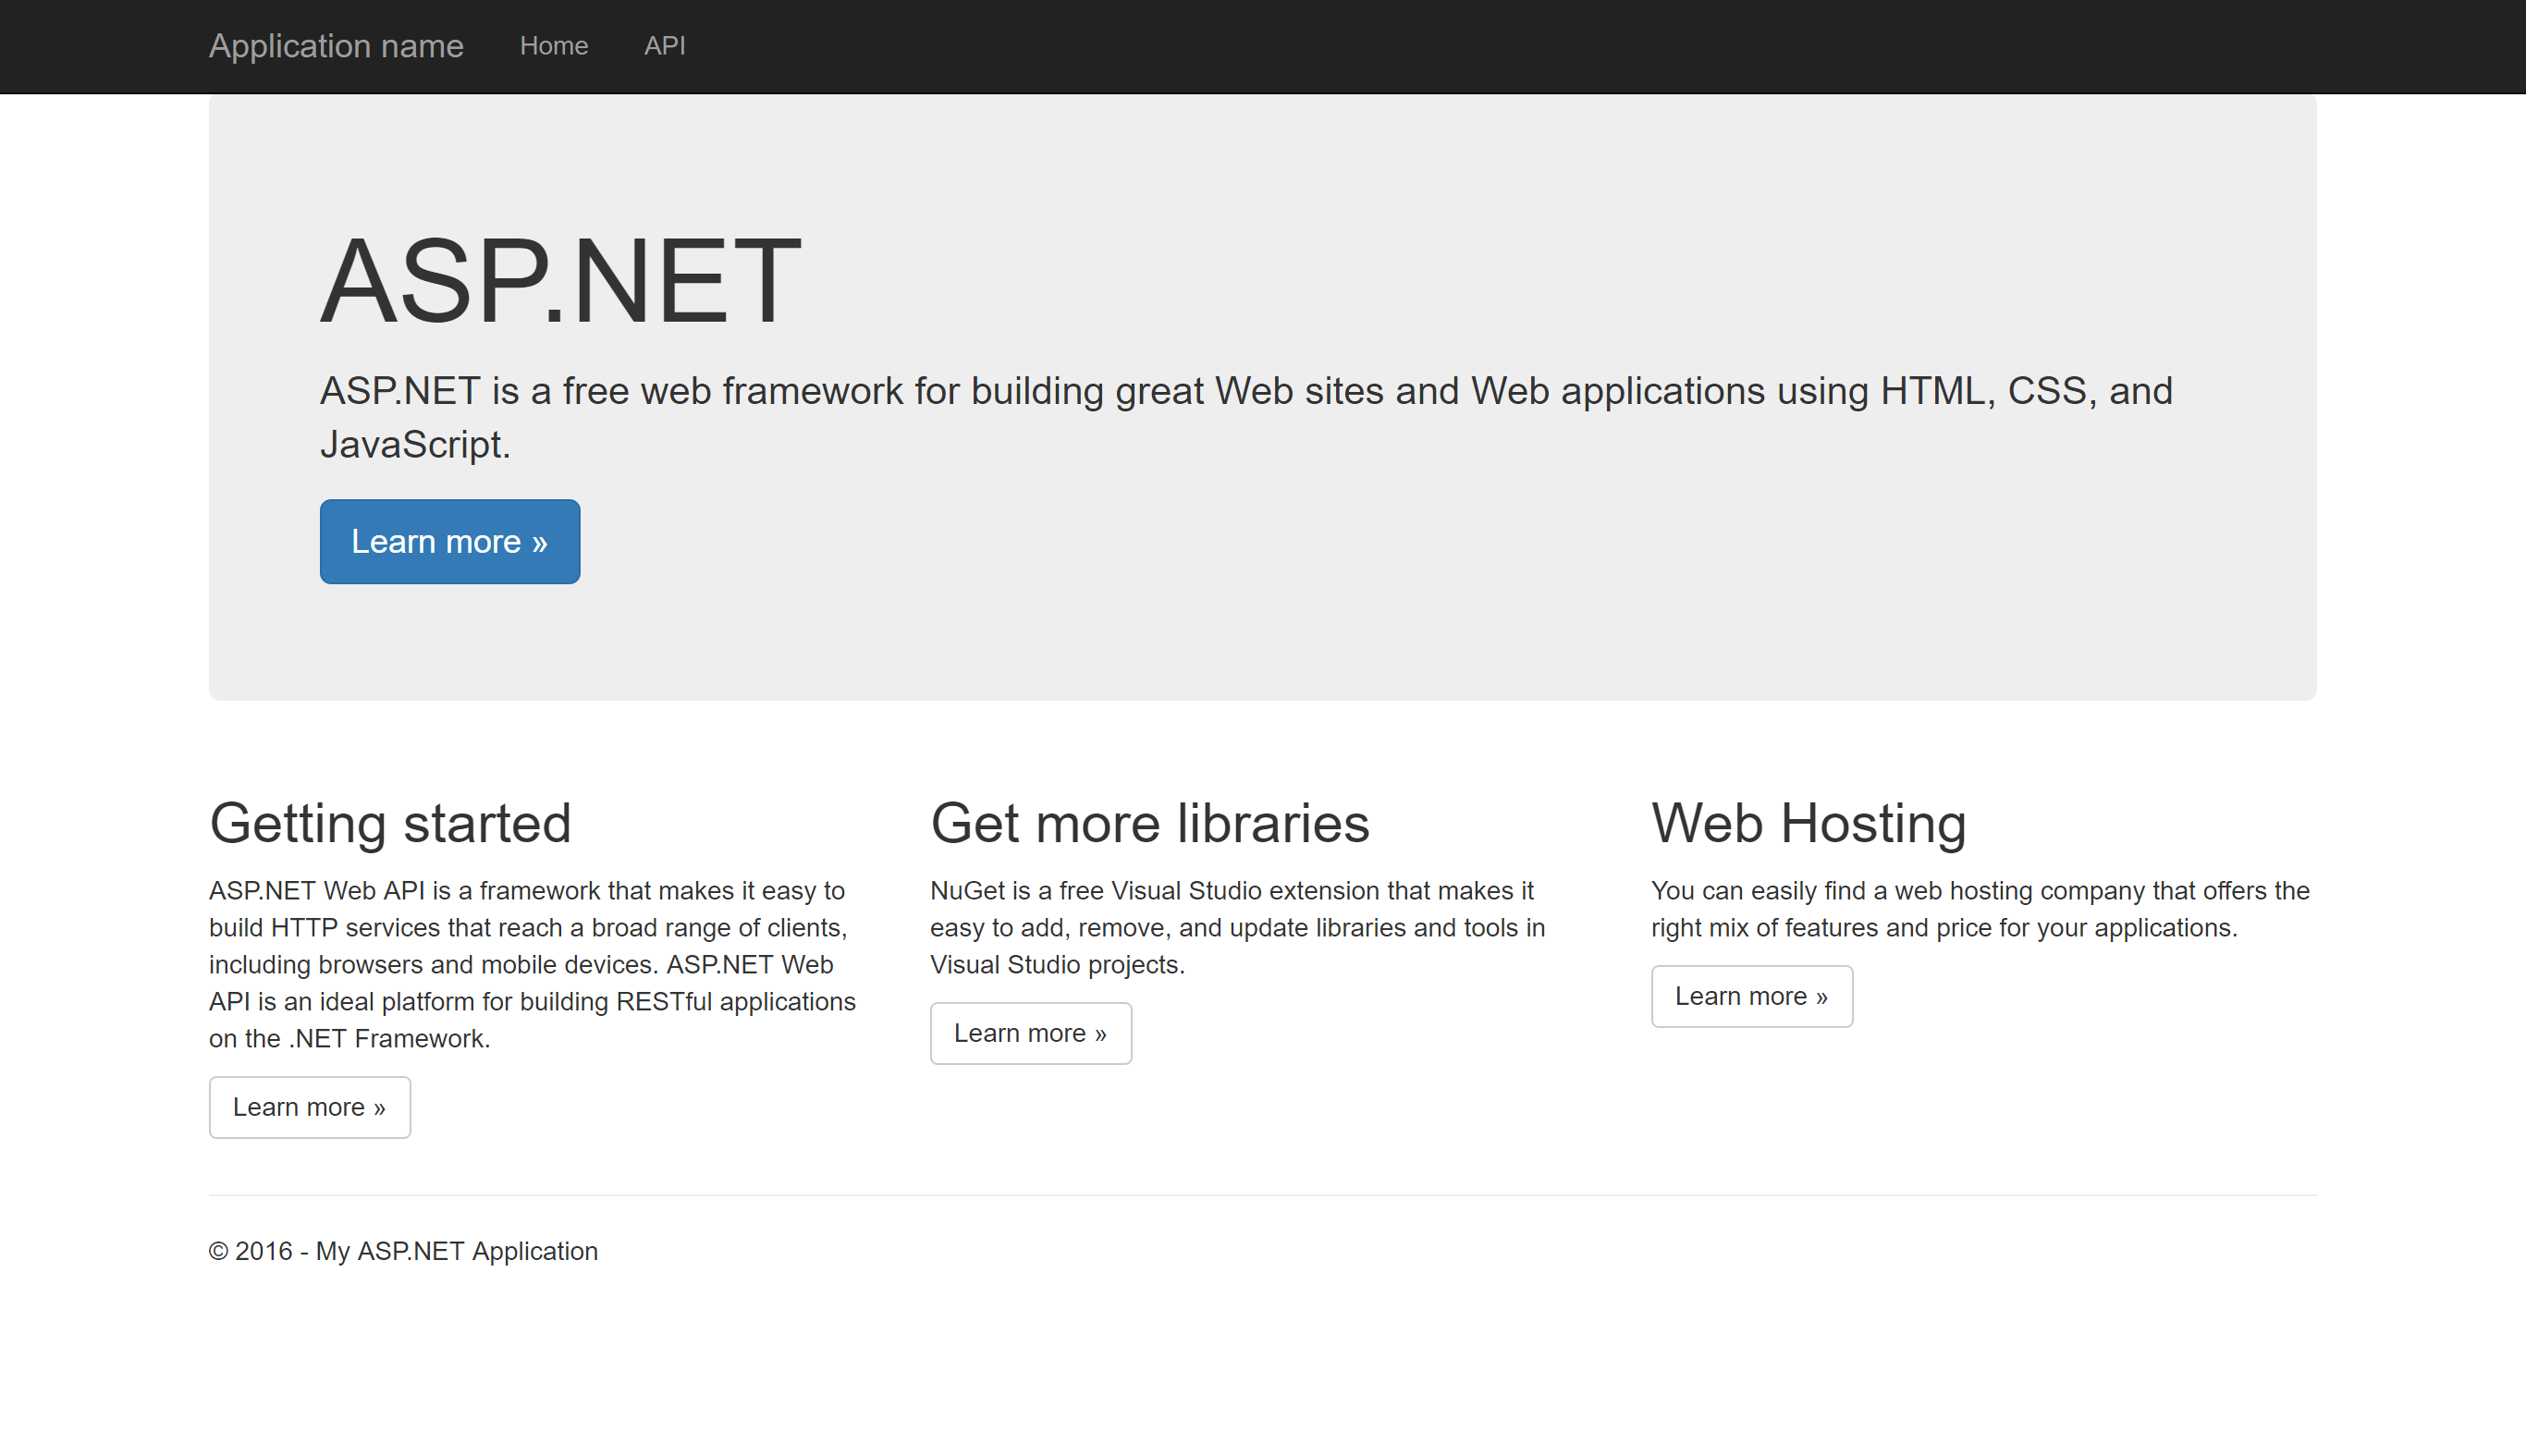 Application name Home API
ASP.NET
ASP.NET is a free web framework for building great Web sites and Web applications using HTML, CSS, and
JavaScript.
Learn more »
Getting started
ASP.NET Web API is a framework that makes it easy to
build HTTP services that reach a broad range of clients,
including browsers and mobile devices. ASP.NET Web
API is an ideal platform for building RESTful applications
on the .NET Framework.
Learn more »
Get more libraries
NuGet is a free Visual Studio extension that makes it
easy to add, remove, and update libraries and tools in
Visual Studio projects.
Learn more »
Web Hosting
You can easily find a web hosting company that offers the
right mix of features and price for your applications.
Learn more »
© 2016 - My ASP.NET Application